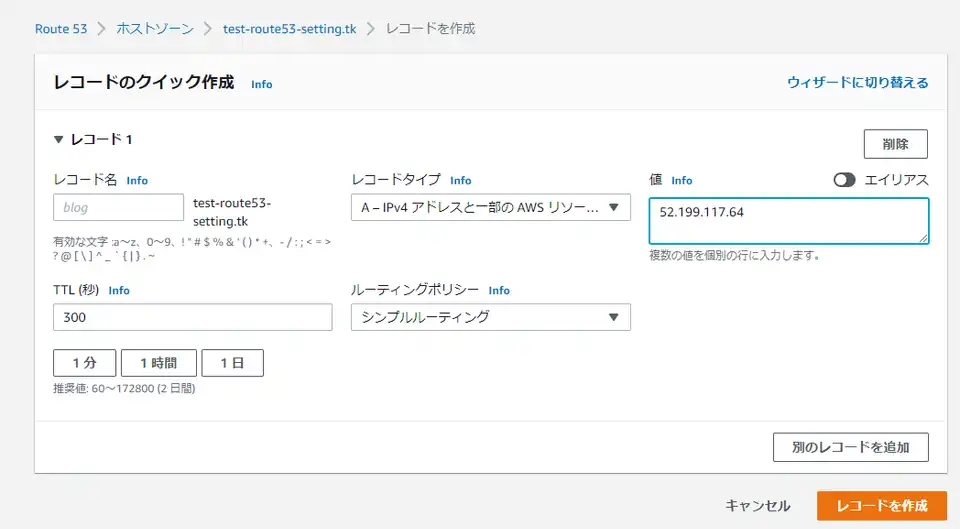 Route 53 > ホストゾーン > test-route53-setting.tk > レコードを作成
レコードのクイック作成 Info
ウィザードに切り替える
▼ レコード 1
削除
レコード名 Info
blog
test-route53-
setting.tk
有効な文字 :a～z、0～9、! " # $ % & ' ( ) * +、- / : ; < = >
? @ [ \ ] ^ _ ` { | } . ~
レコードタイプ Info
A – IPv4 アドレスと一部の AWS リソー...
値 Info
エイリアス
52.199.117.64
複数の値を個別の行に入力します。
TTL (秒) Info
300
1 分
1 時間
1 日
推奨値: 60～172800 (2 日間)
ルーティングポリシー Info
シンプルルーティング
別のレコードを追加
キャンセル
レコードを作成